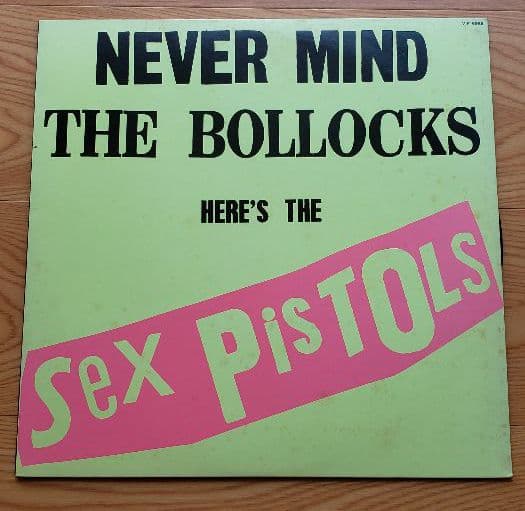 NEVER MIND
THE BOLLOCKS
HERE'S THE
Sex PisTOLs